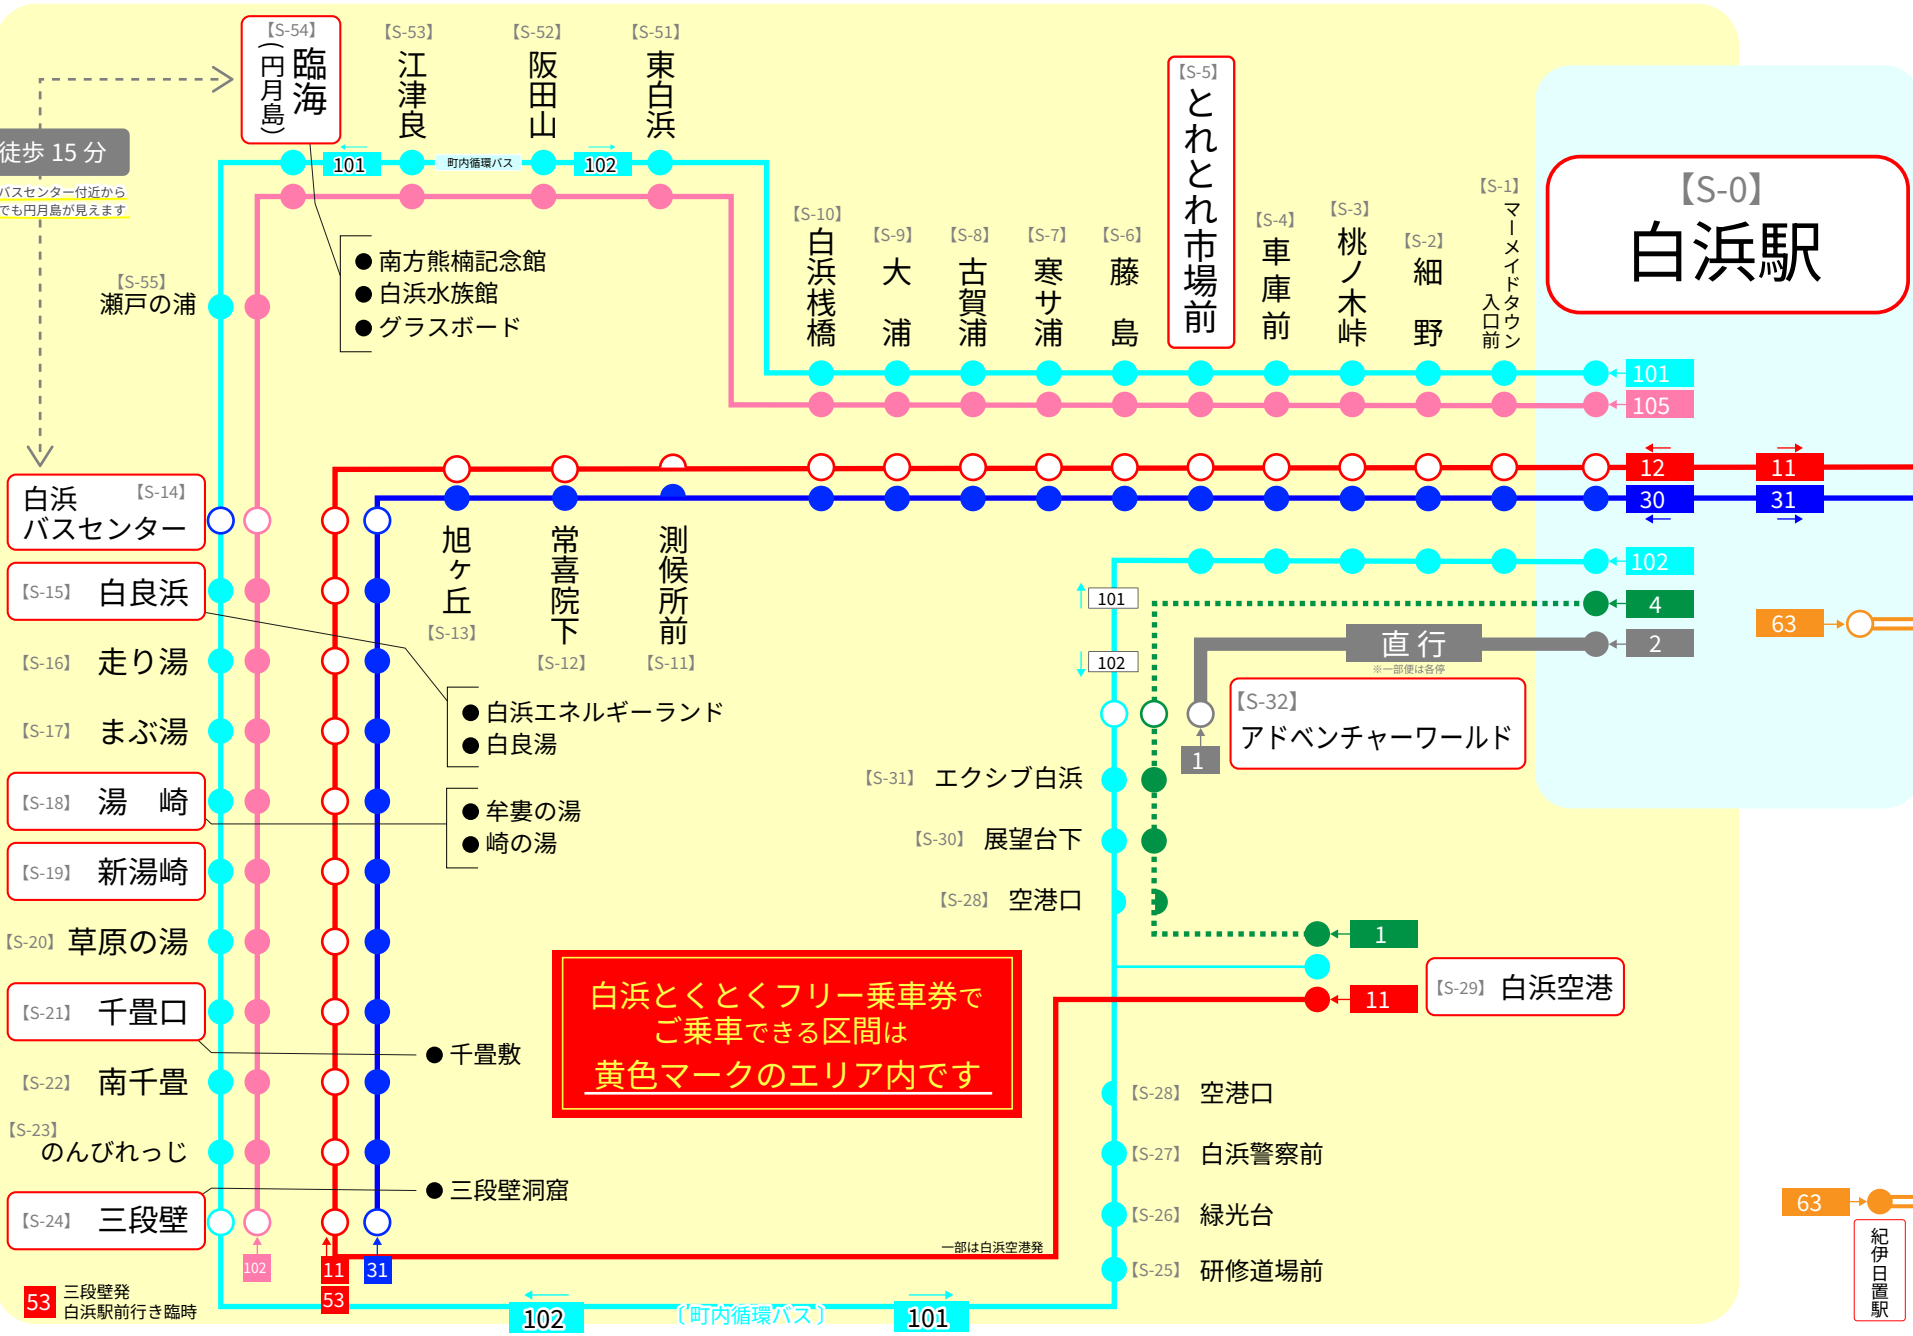 【S-54】
臨海
(円月島)
【S-53】
江津良
【S-52】
阪田山
【S-51】
東白浜
徒歩 15 分
バスセンター付近から
でも円月島が見えます
101
町内循環バス
102
【S-55】
瀬戸の浦
●南方熊楠記念館
●白浜水族館
●グラスボード
【S-10】
白浜桟橋
【S-9】
大浦
【S-8】
古賀浦
【S-7】
寒サ浦
【S-6】
藤島
【S-5】
とれとれ市場前
【S-4】
車庫前
【S-3】
桃ノ木峠
【S-2】
細野
【S-1】
マーメイドタウン
入口前
【S-0】
白浜駅
101
105
12
11
30
31
102
4
2
63
白浜
バスセンター
【S-14】
【S-15】 白良浜
【S-16】 走り湯
【S-17】 まぶ湯
【S-18】 湯 崎
【S-19】 新湯崎
【S-20】 草原の湯
【S-21】 千畳口
【S-22】 南千畳
【S-23】
のんびれっじ
【S-24】 三段壁
旭ヶ丘
【S-13】
常喜院下
【S-12】
測候所前
【S-11】
●白浜エネルギーランド
●白良湯
●牟婁の湯
●崎の湯
●千畳敷
●三段壁洞窟
101
102
直 行
※一部便は各停
【S-32】
アドベンチャーワールド
1
【S-31】 エクシブ白浜
【S-30】 展望台下
【S-28】 空港口
1
11
【S-29】 白浜空港
白浜とくとくフリー乗車券で
ご乗車できる区間は
黄色マークのエリア内です
【S-28】 空港口
【S-27】 白浜警察前
【S-26】 緑光台
【S-25】 研修道場前
一部は白浜空港発
102
11
31
53
53
三段壁発
白浜駅前行き臨時
102
〔町内循環バス〕
101
63
紀伊日置駅